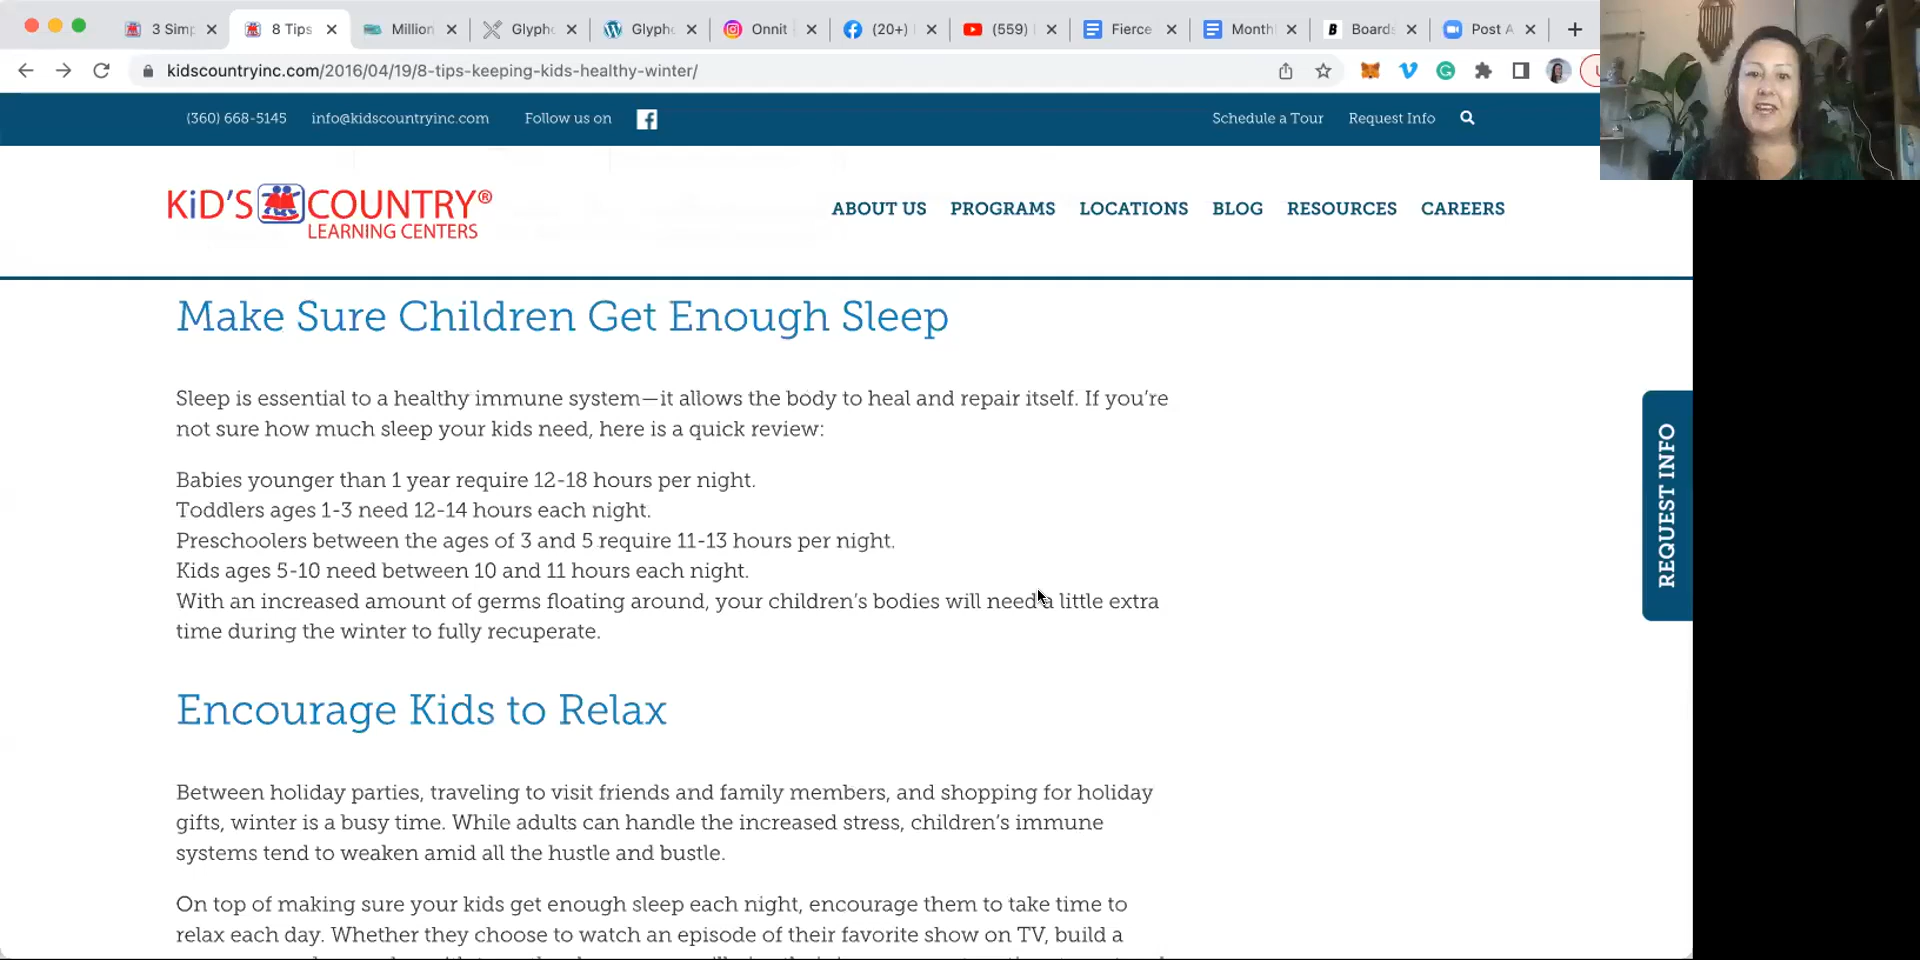 3 Simp
8 Tips
Million
Glyph
Glyph
Onnit
(20+)
(559)
Fierce
Month
Board
Post A
kidscountryinc.com/2016/04/19/8-tips-keeping-kids-healthy-winter/
(360) 668-5145 info@kidscountryinc.com Follow us on
Schedule a Tour Request Info
KiD'S COUNTRY®
LEARNING CENTERS
ABOUT US PROGRAMS LOCATIONS BLOG RESOURCES CAREERS
Make Sure Children Get Enough Sleep
Sleep is essential to a healthy immune system—it allows the body to heal and repair itself. If you're
not sure how much sleep your kids need, here is a quick review:
Babies younger than 1 year require 12-18 hours per night.
Toddlers ages 1-3 need 12-14 hours each night.
Preschoolers between the ages of 3 and 5 require 11-13 hours per night.
Kids ages 5-10 need between 10 and 11 hours each night.
With an increased amount of germs floating around, your children's bodies will need a little extra
time during the winter to fully recuperate.
REQUEST INFO
Encourage Kids to Relax
Between holiday parties, traveling to visit friends and family members, and shopping for holiday
gifts, winter is a busy time. While adults can handle the increased stress, children's immune
systems tend to weaken amid all the hustle and bustle.
On top of making sure your kids get enough sleep each night, encourage them to take time to
relax each day. Whether they choose to watch an episode of their favorite show on TV, build a